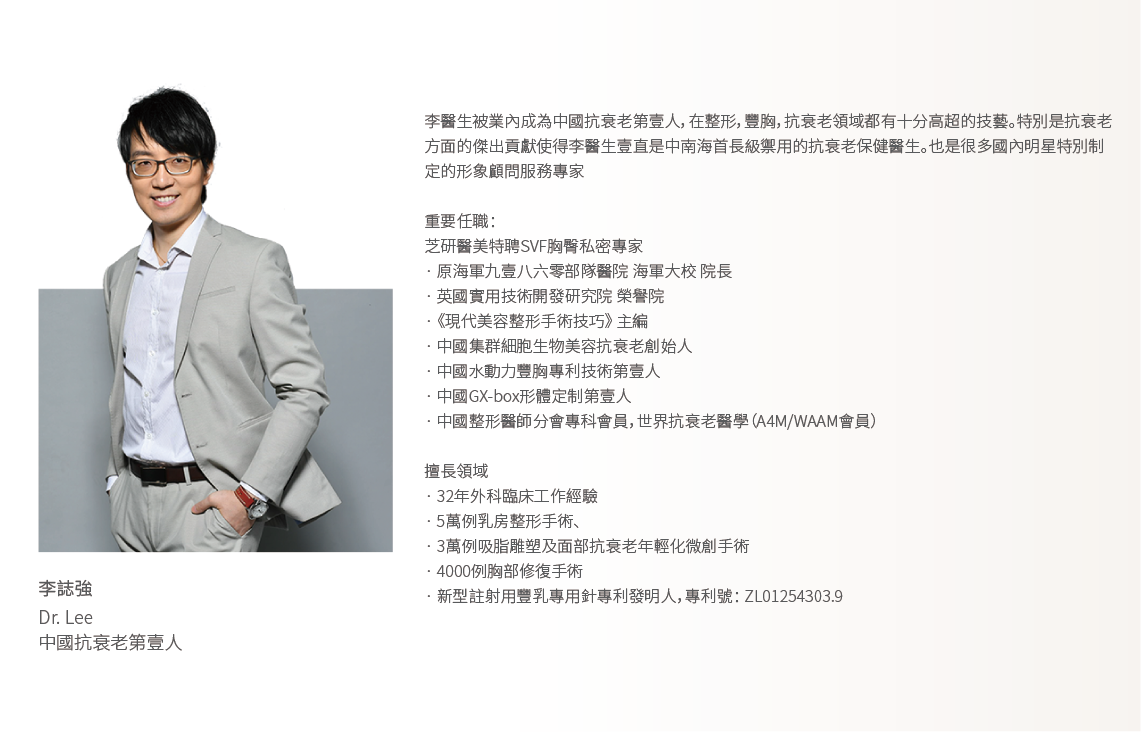 李醫生被業內成為中國抗衰老第壹人，在整形，豐胸，抗衰老領域都有十分高超的技藝。特別是抗衰老
方面的傑出貢獻使得李醫生壹直是中南海首長級禦用的抗衰老保健醫生。也是很多國內明星特別制
定的形象顧問服務專家
重要任職：
芝研醫美特聘SVF胸臀私密專家
· 原海軍九壹八六零部隊醫院 海軍大校 院長
· 英國實用技術開發研究院 榮譽院
·《現代美容整形手術技巧》主編
· 中國集群細胞生物美容抗衰老創始人
· 中國水動力豐胸專利技術第壹人
· 中國GX-box形體定制第壹人
· 中國整形醫師分會專科會員，世界抗衰老醫學（A4M/WAAM會員）
擅長領域
· 32年外科臨床工作經驗
· 5萬例乳房整形手術、
· 3萬例吸脂雕塑及面部抗衰老年輕化微創手術
· 4000例胸部修復手術
· 新型註射用豐乳專用針專利發明人，專利號：ZL01254303.9
李誌強
Dr. Lee
中國抗衰老第壹人